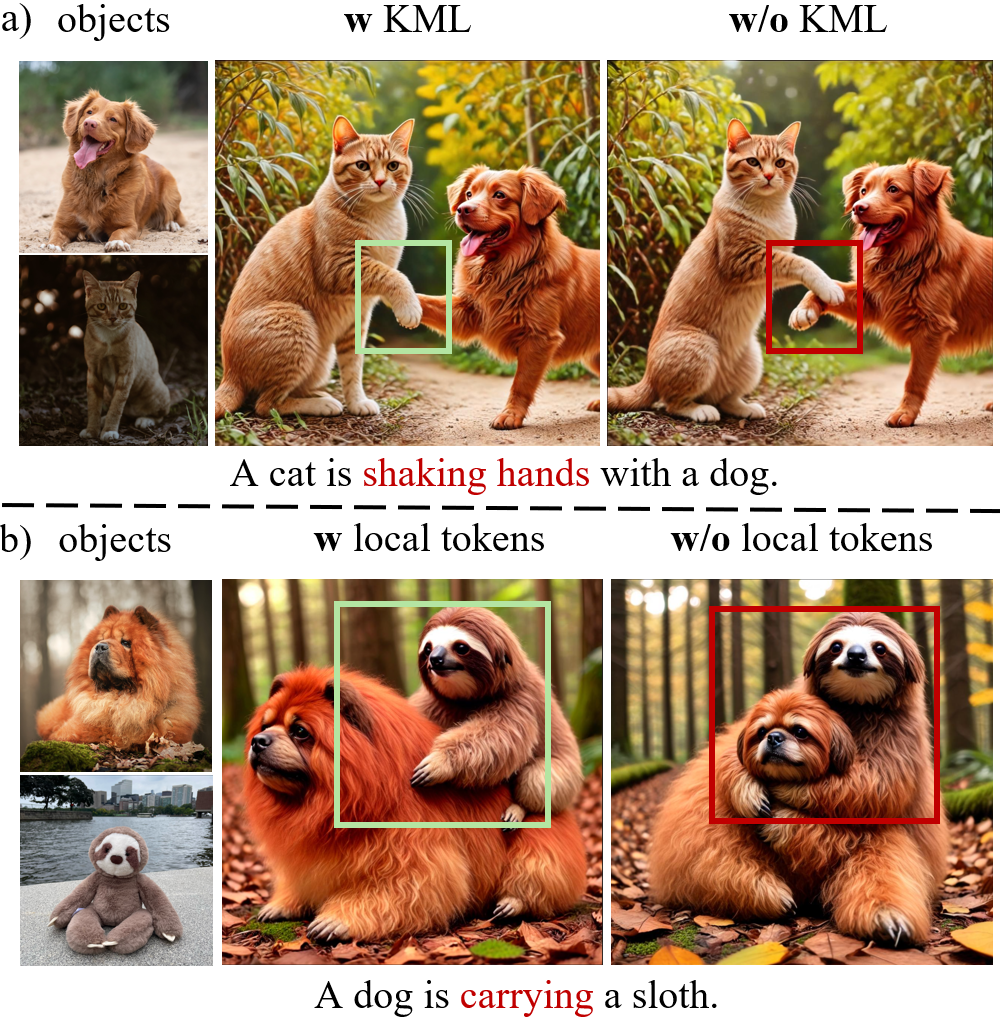 a) objects w KML w/o KML
A cat is shaking hands with a dog.
b) objects w local tokens w/o local tokens
A dog is carrying a sloth.